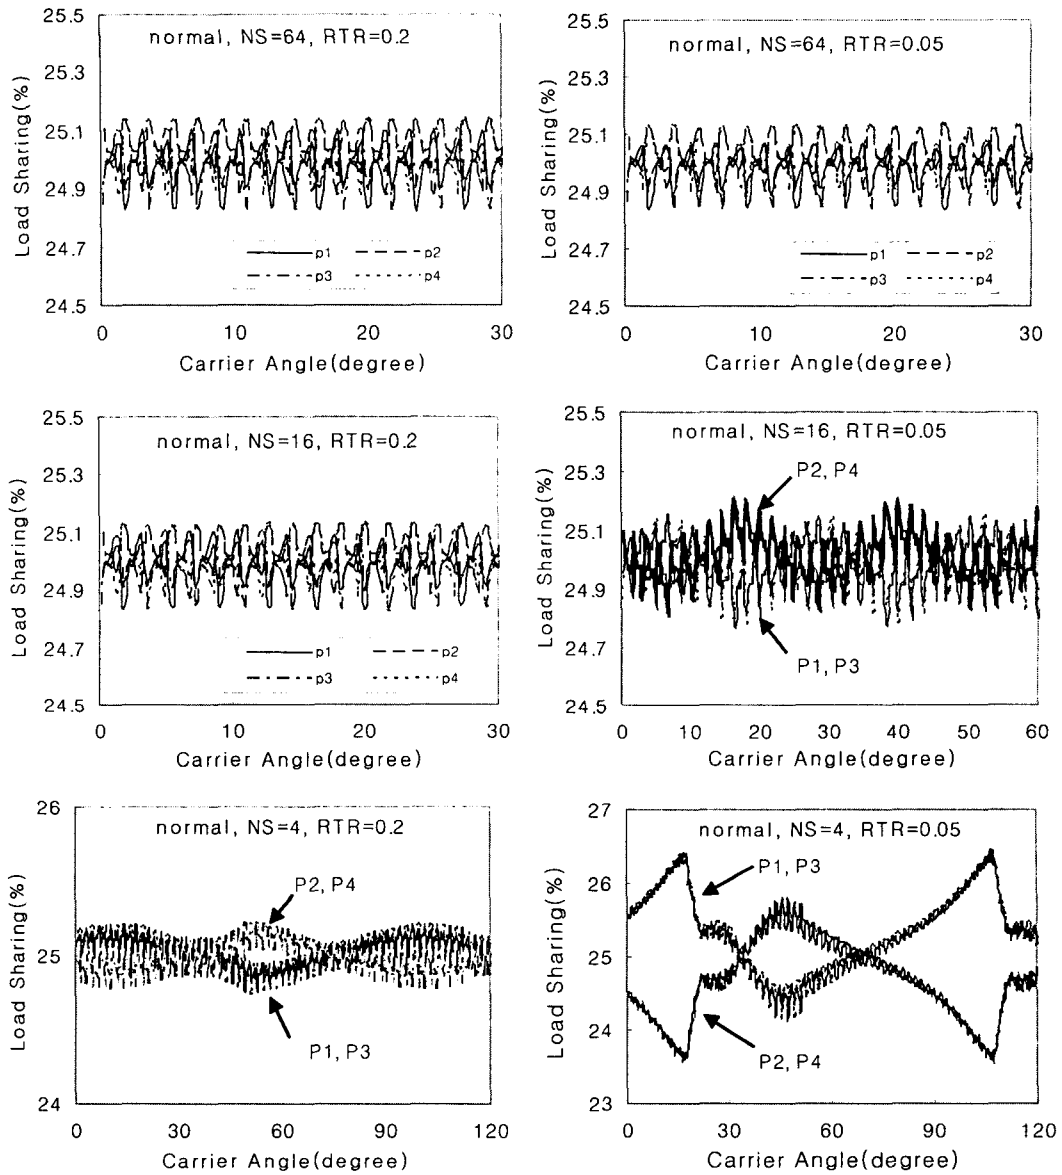 normal, NS=64, RTR=0.2
Load Sharing(%)
25.5
25.3
25.1
24.9
24.7
24.5
p1
p2
p3
p4
0 10 20 30
Carrier Angle(degree)
normal, NS=64, RTR=0.05
Load Sharing(%)
25.5
25.3
25.1
24.9
24.7
24.5
p1
p2
p3
p4
0 10 20 30
Carrier Angle(degree)
normal, NS=16, RTR=0.2
Load Sharing(%)
25.5
25.3
25.1
24.9
24.7
24.5
p1
p2
p3
p4
0 10 20 30
Carrier Angle(degree)
normal, NS=16, RTR=0.05
Load Sharing(%)
25.5
25.3
25.1
24.9
24.7
24.5
P2, P4
P1, P3
0 10 20 30 40 50 60
Carrier Angle(degree)
normal, NS=4, RTR=0.2
Load Sharing(%)
26
25
24
P2, P4
P1, P3
0 30 60 90 120
Carrier Angle(degree)
normal, NS=4, RTR=0.05
Load Sharing(%)
27
26
25
24
23
P1, P3
P2, P4
0 30 60 90 120
Carrier Angle(degree)